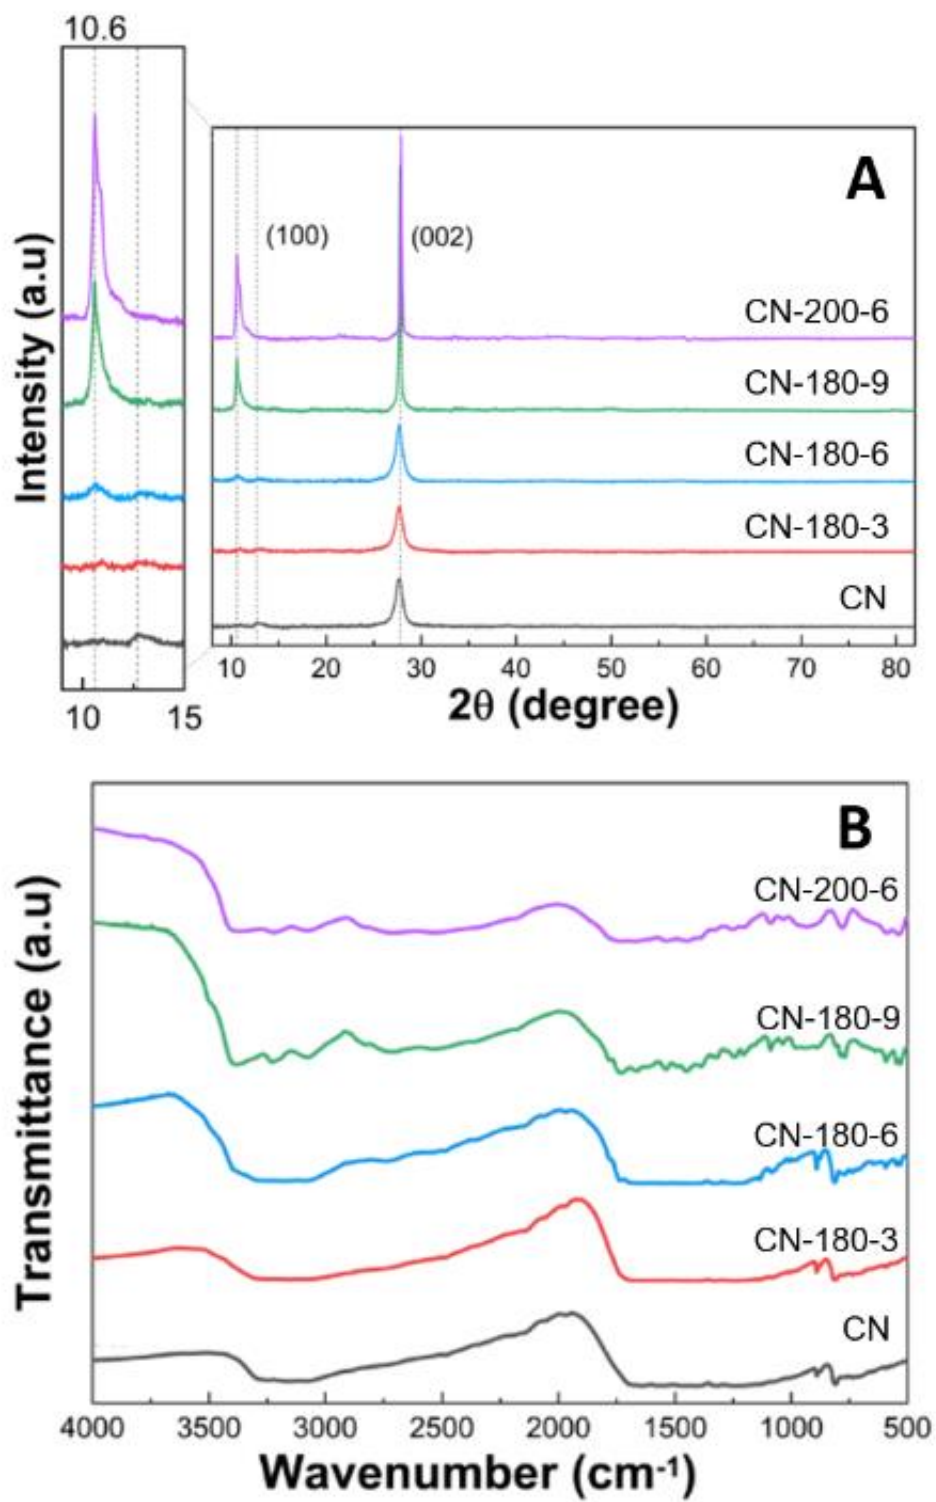 10.6
A
(100)
(002)
CN-200-6
CN-180-9
CN-180-6
CN-180-3
CN
Intensity (a.u)
10 15
10 20 30 40 50 60 70 80
2θ (degree)
B
CN-200-6
CN-180-9
CN-180-6
CN-180-3
CN
Transmittance (a.u)
4000 3500 3000 2500 2000 1500 1000 500
Wavenumber (cm-1)